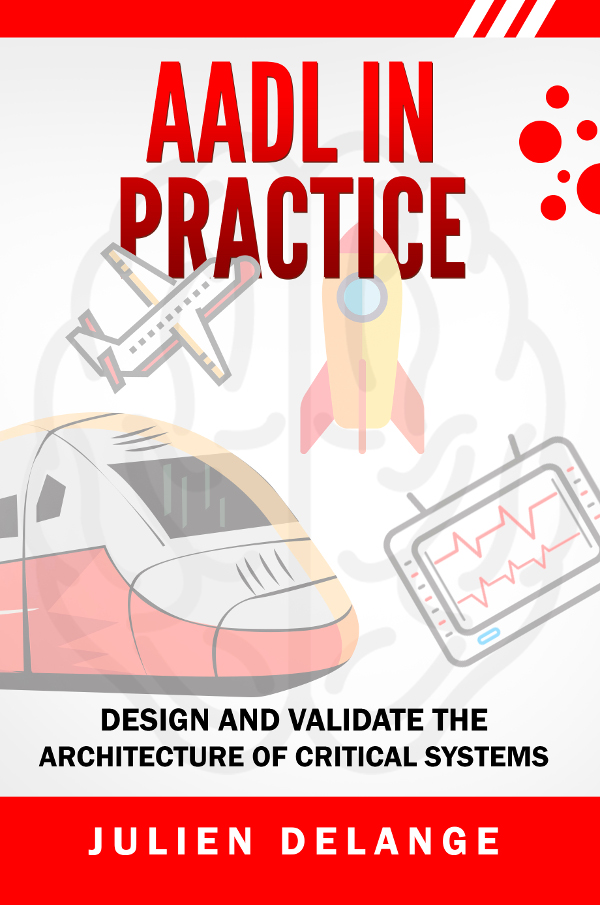 AADL IN
PRACTICE
DESIGN AND VALIDATE THE
ARCHITECTURE OF CRITICAL SYSTEMS
JULIEN DELANGE